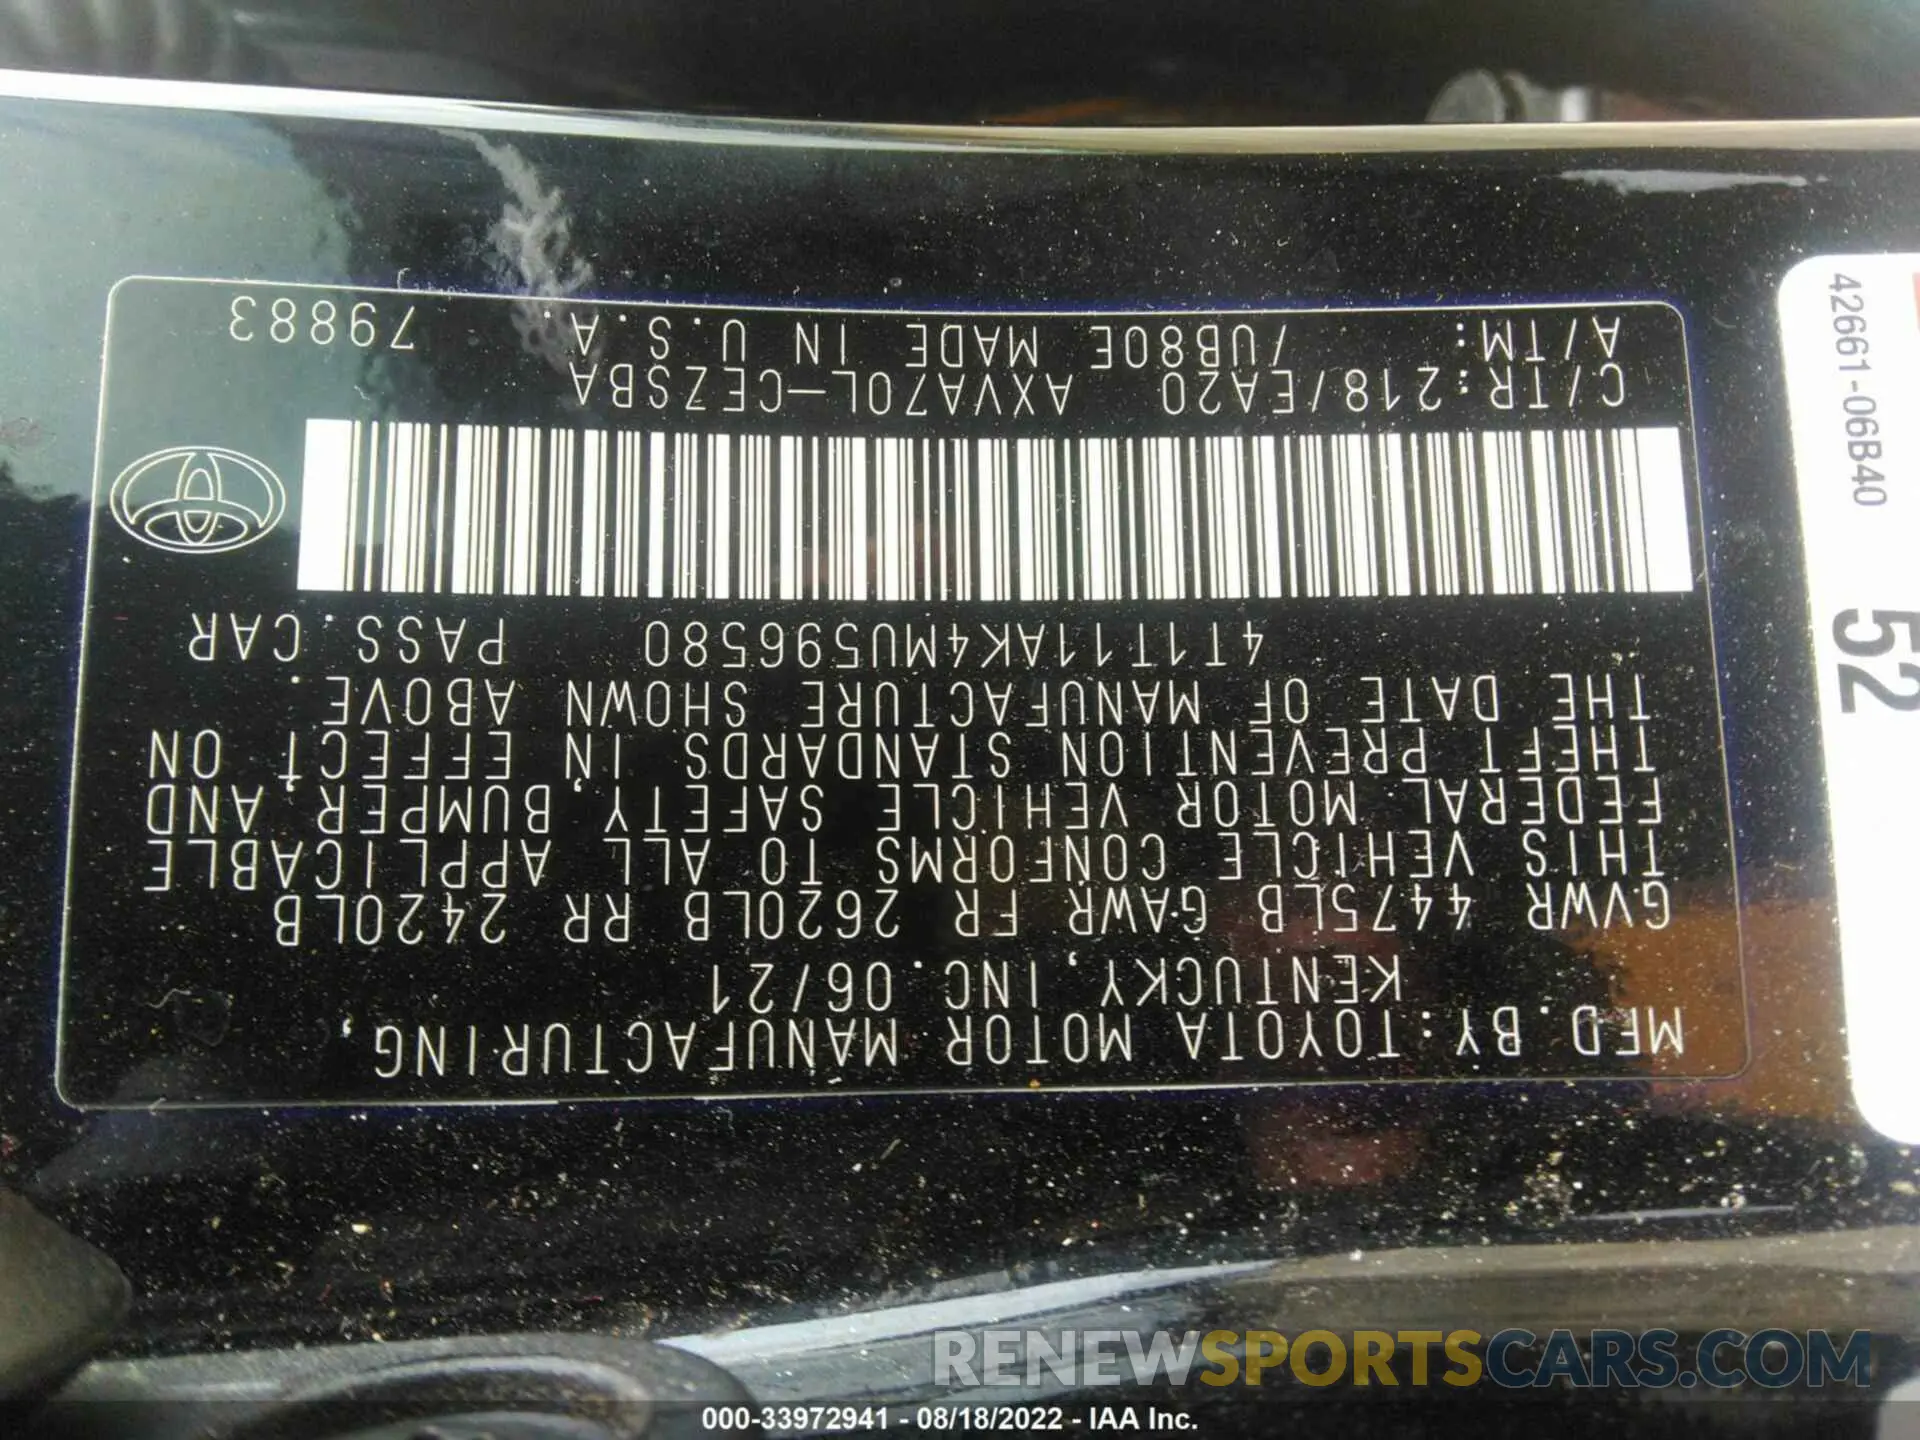 MFD.BY:TOYOTA MOTOR MANUFACTURING,
KENTUCKY,INC.06/21
GVWR 4475LB GAWR FR 2620LB RR 2420LB
THIS VEHICLE CONFORMS TO ALL APPLICABLE
FEDERAL MOTOR VEHICLE SAFETY,BUMPER,AND
THEFT PREVENTION STANDARDS IN EFFECT ON
THE DATE OF MANUFACTURE SHOWN ABOVE.
4T1T11AK4MU596580 PASS.CAR
C/TR:218/EA20 AXVA70L-CEZSBA
A/TM: /UB80E MADE IN U.S.A. 79883
42661-06B40
52
RENEWSPORTSCARS.COM
000-33972941 - 08/18/2022 - IAA Inc.